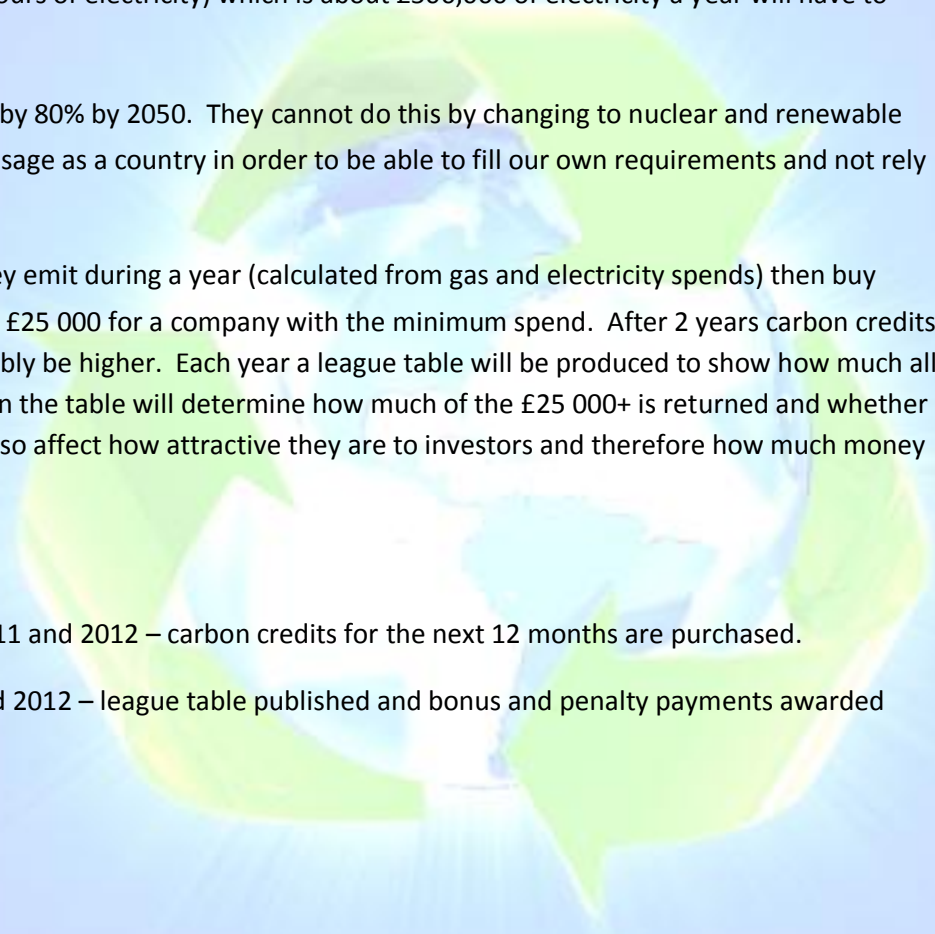 ours of electricity) which is about £500,000 of electricity a year will have to
by 80% by 2050. They cannot do this by changing to nuclear and renewable
sage as a country in order to be able to fill our own requirements and not rely
ey emit during a year (calculated from gas and electricity spends) then buy
£25 000 for a company with the minimum spend. After 2 years carbon credits
bly be higher. Each year a league table will be produced to show how much all
n the table will determine how much of the £25 000+ is returned and whether
so affect how attractive they are to investors and therefore how much money
11 and 2012 – carbon credits for the next 12 months are purchased.
d 2012 – league table published and bonus and penalty payments awarded